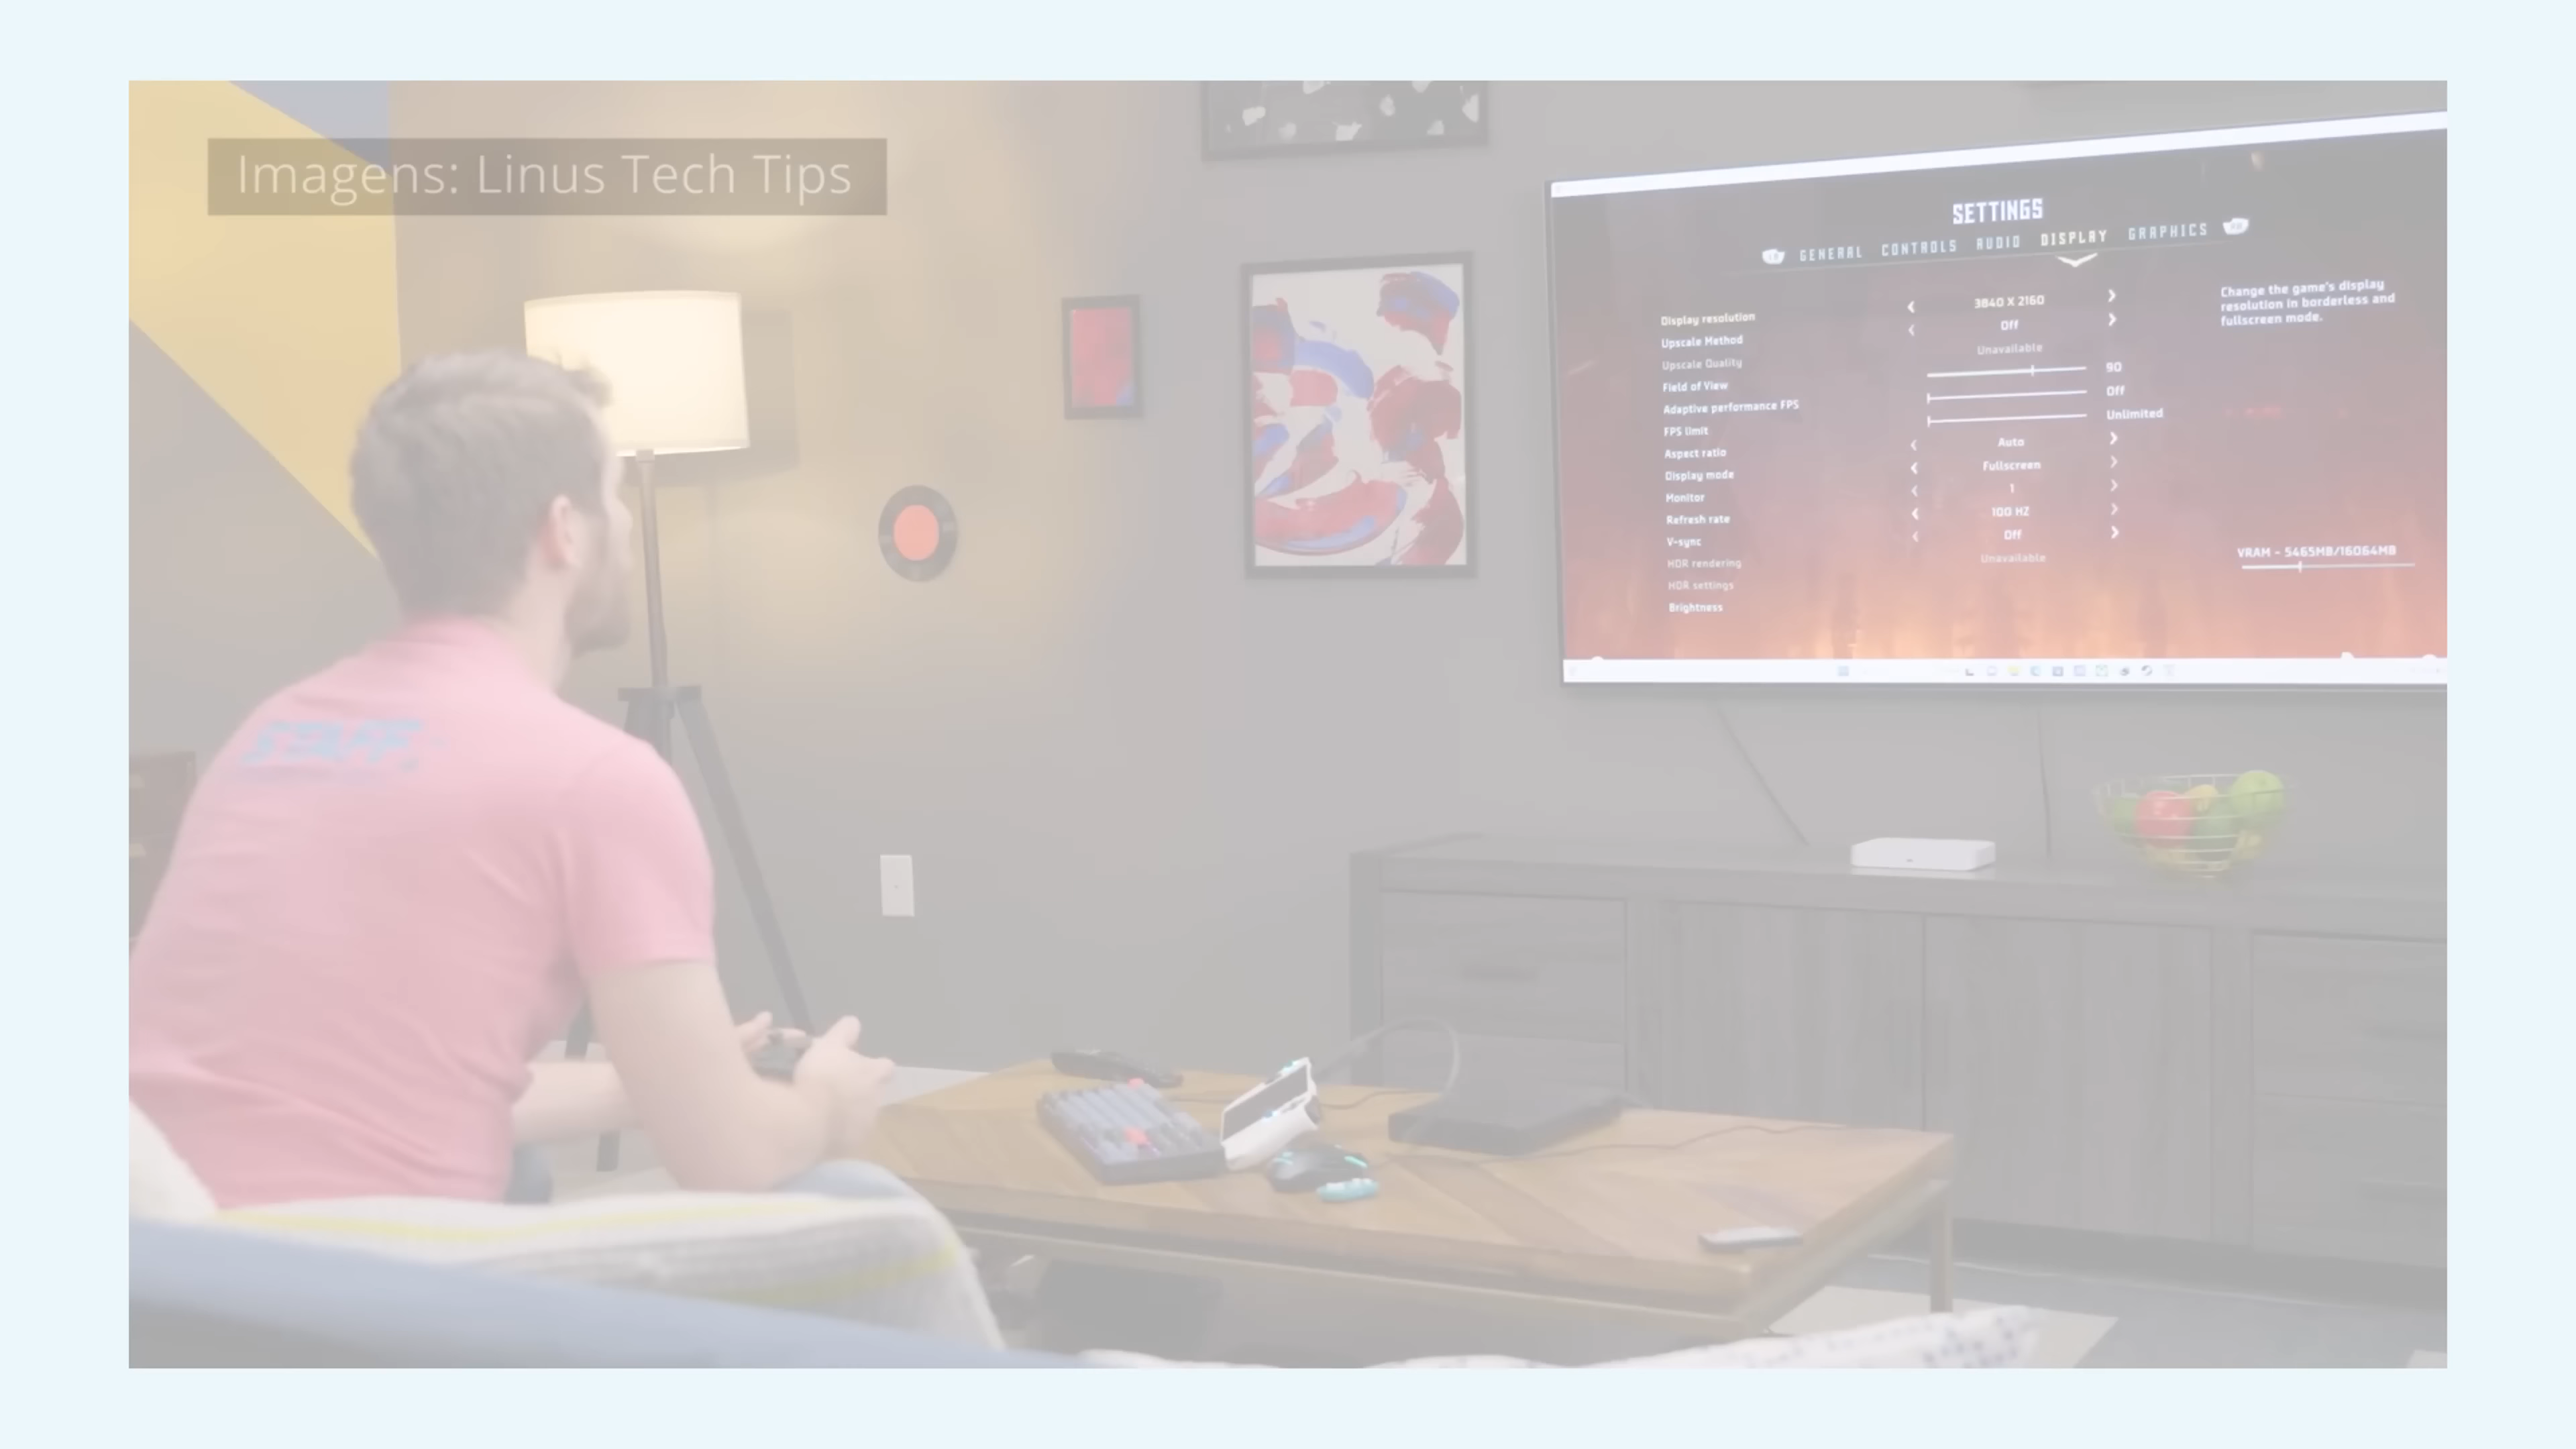 Imagens: Linus Tech Tips
SETTINGS
GENERAL CONTROLS AUDIO DISPLAY GRAPHICS
Display resolution 3840 X 2160
Upscale Method Off
Upscale Quality Unavailable
Field of View 90
Adaptive performance FPS Off
FPS limit Unlimited
Aspect ratio Auto
Display mode Fullscreen
Monitor 1
Refresh rate 100 HZ
V-sync Off
HDR rendering Unavailable
HDR settings
Brightness
Change the game's display
resolution in borderless and
fullscreen mode.
VRAM - 5465MB/16064MB
STAFF